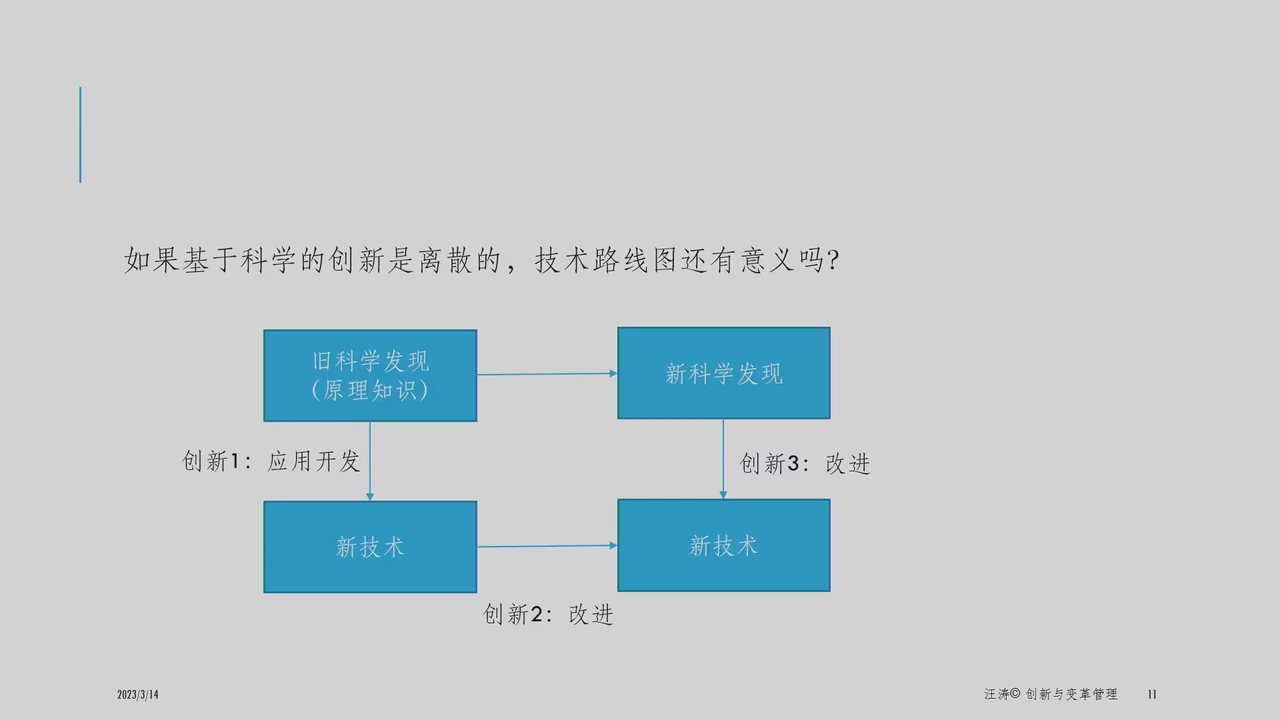 如果基于科学的创新是离散的，技术路线图还有意义吗?
旧科学发现
（原理知识）
新科学发现
创新1：应用开发
创新3：改进
新技术
新技术
创新2：改进
2023/3/14
汪涛© 创新与变革管理
11